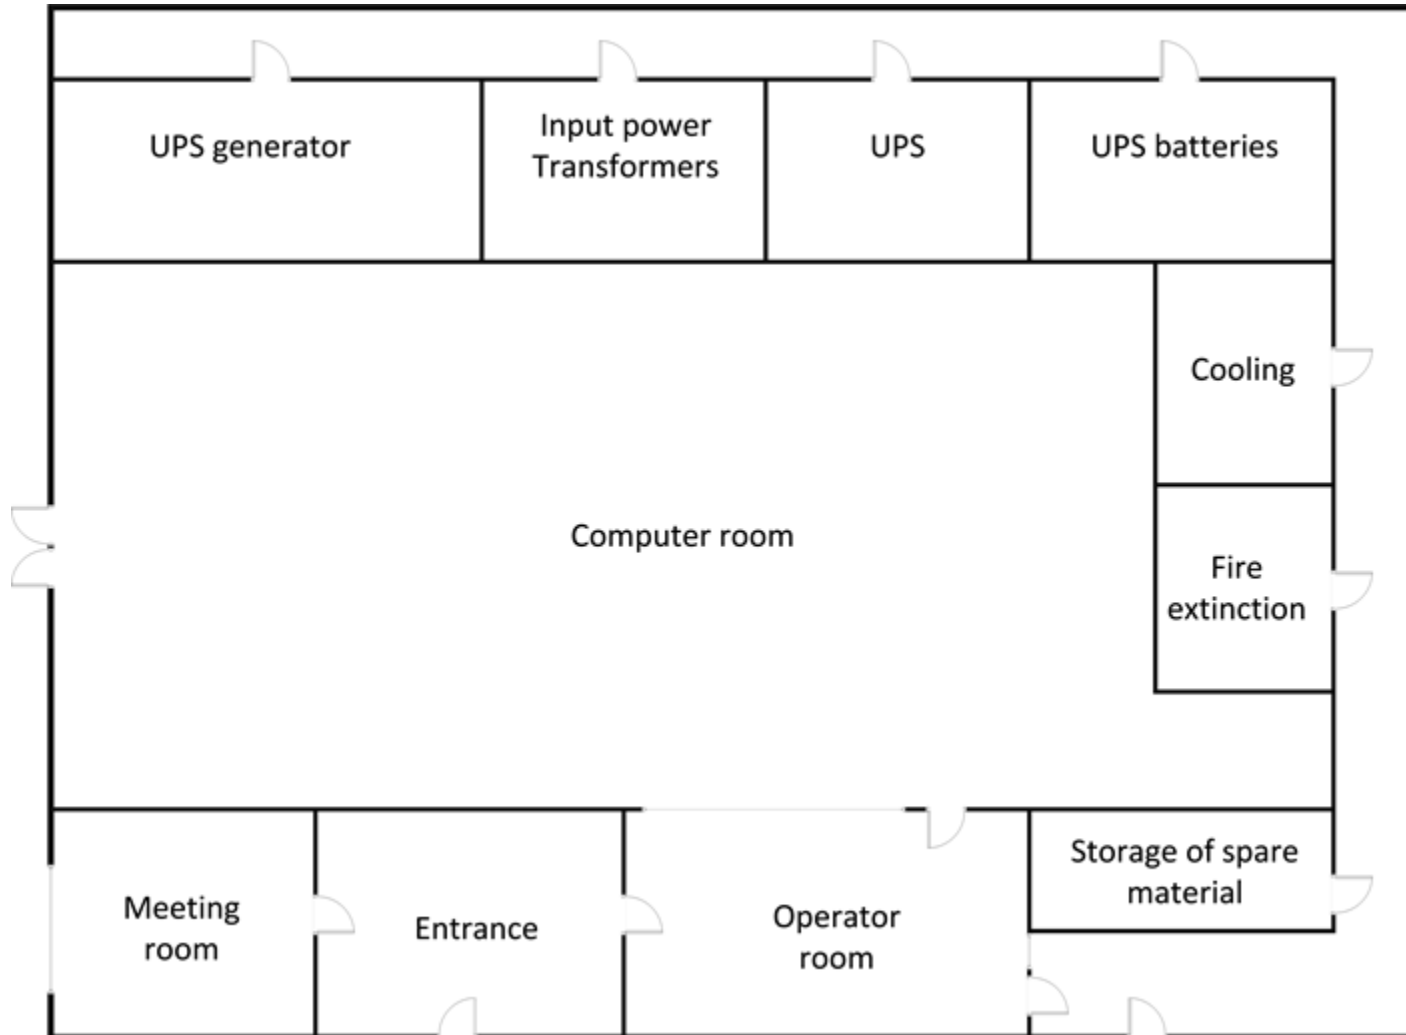 UPS generator
Input power
Transformers
UPS
UPS batteries
Cooling
Computer room
Fire
extinction
Storage of spare
material
Meeting
room
Entrance
Operator
room